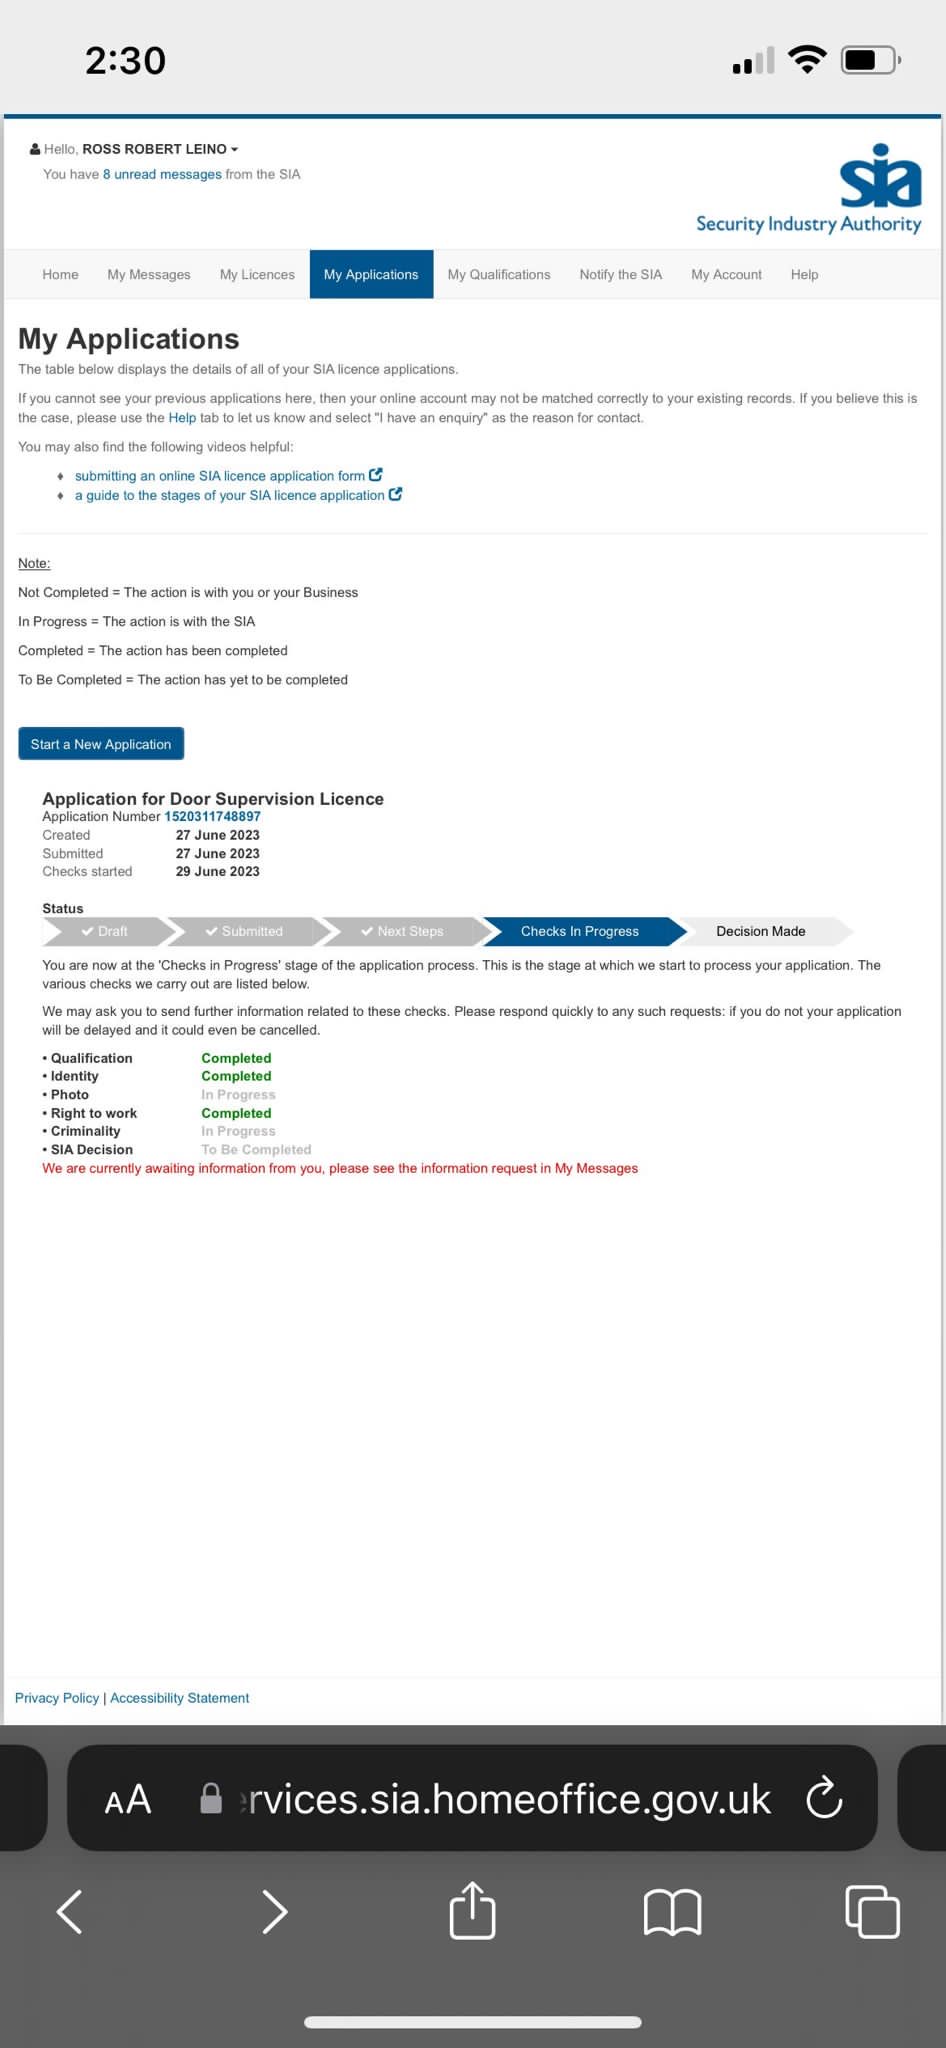 2:30
Hello, ROSS ROBERT LEINO
You have 8 unread messages from the SIA
sia
Security Industry Authority
Home My Messages My Licences My Applications My Qualifications Notify the SIA My Account Help
My Applications
The table below displays the details of all of your SIA licence applications.
If you cannot see your previous applications here, then your online account may not be matched correctly to your existing records. If you believe this is
the case, please use the Help tab to let us know and select "I have an enquiry" as the reason for contact.
You may also find the following videos helpful:
submitting an online SIA licence application form
a guide to the stages of your SIA licence application
Note:
Not Completed = The action is with you or your Business
In Progress = The action is with the SIA
Completed = The action has been completed
To Be Completed = The action has yet to be completed
Start a New Application
Application for Door Supervision Licence
Application Number 1520311748897
Created 27 June 2023
Submitted 27 June 2023
Checks started 29 June 2023
Status
Draft Submitted Next Steps Checks In Progress Decision Made
You are now at the 'Checks in Progress' stage of the application process. This is the stage at which we start to process your application. The
various checks we carry out are listed below.
We may ask you to send further information related to these checks. Please respond quickly to any such requests: if you do not your application
will be delayed and it could even be cancelled.
• Qualification Completed
• Identity Completed
• Photo In Progress
• Right to work Completed
• Criminality In Progress
• SIA Decision To Be Completed
We are currently awaiting information from you, please see the information request in My Messages
Privacy Policy | Accessibility Statement
AA rvices.sia.homeoffice.gov.uk